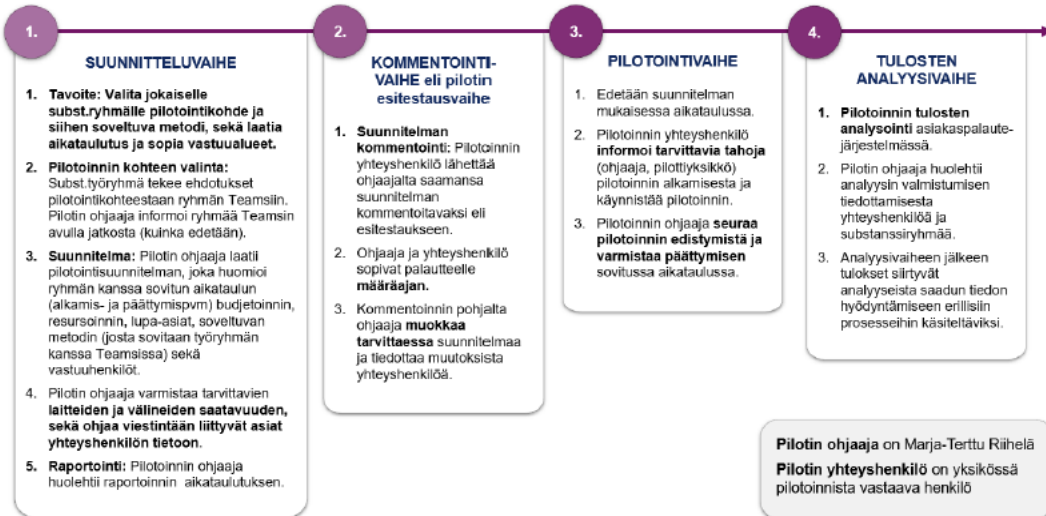 1.
SUUNNITTELUVAIHE
1. Tavoite: Valita jokaiselle
subst.ryhmälle pilotointikohde ja
siihen soveltuva metodi, sekä laatia
aikataulutus ja sopia vastuualueet.
2. Pilotoinnin kohteen valinta:
Subst.työryhmä tekee ehdotukset
pilotointikohteestaan ryhmän Teamsiin.
Pilotin ohjaaja informoi ryhmää Teamsin
avulla jatkosta (kuinka edetään).
3. Suunnitelma: Pilotin ohjaaja laatii
pilotointisuunnitelman, joka huomioi
ryhmän kanssa sovitun aikataulun
(alkamis- ja päättymispvm) budjetoinnin,
resursoinnin, lupa-asiat, soveltuvan
metodin (josta sovitaan työryhmän
kanssa Teamsissa) sekä
vastuuhenkilöt.
4. Pilotin ohjaaja varmistaa tarvittavien
laitteiden ja välineiden saatavuuden,
sekä ohjaa viestintään liittyvät asiat
yhteyshenkilön tietoon.
5. Raportointi: Pilotoinnin ohjaaja
huolehtii raportoinnin aikataulutuksen.
2.
KOMMENTOINTI-
VAIHE eli pilotin
esitestausvaihe
1. Suunnitelman
kommentointi: Pilotoinnin
yhteyshenkilö lähettää
ohjaajalta saamansa
suunnitelman
kommentoitavaksi eli
esitestaukseen.
2. Ohjaaja ja yhteyshenkilö
sopivat palautteelle
määräajan.
3. Kommentoinnin pohjalta
ohjaaja muokkaa
tarvittaessa suunnitelmaa
ja tiedottaa muutoksista
yhteyshenkilöä.
3.
PILOTOINTIVAIHE
1. Edetään suunnitelman
mukaisessa aikataulussa.
2. Pilotoinnin yhteyshenkilö
informoi tarvittavia tahoja
(ohjaaja, pilottiyksikkö)
pilotoinnin alkamisesta ja
käynnistää pilotoinnin.
3. Pilotoinnin ohjaaja seuraa
pilotoinnin edistymistä ja
varmistaa päättymisen
sovitussa aikataulussa.
4.
TULOSTEN
ANALYYSIVAIHE
1. Pilotoinnin tulosten
analysointi asiakaspalaute-
järjestelmässä.
2. Pilotin ohjaaja huolehtii
analyysin valmistumisen
tiedottamisesta
yhteyshenkilöä ja
substanssiryhmää.
3. Analyysivaiheen jälkeen
tulokset siirtyvät
analyyseista saadun tiedon
hyödyntämiseen erillisiin
prosesseihin käsiteltäviksi.
Pilotin ohjaaja on Marja-Terttu Riihelä
Pilotin yhteyshenkilö on yksikössä
pilotoinnista vastaava henkilö